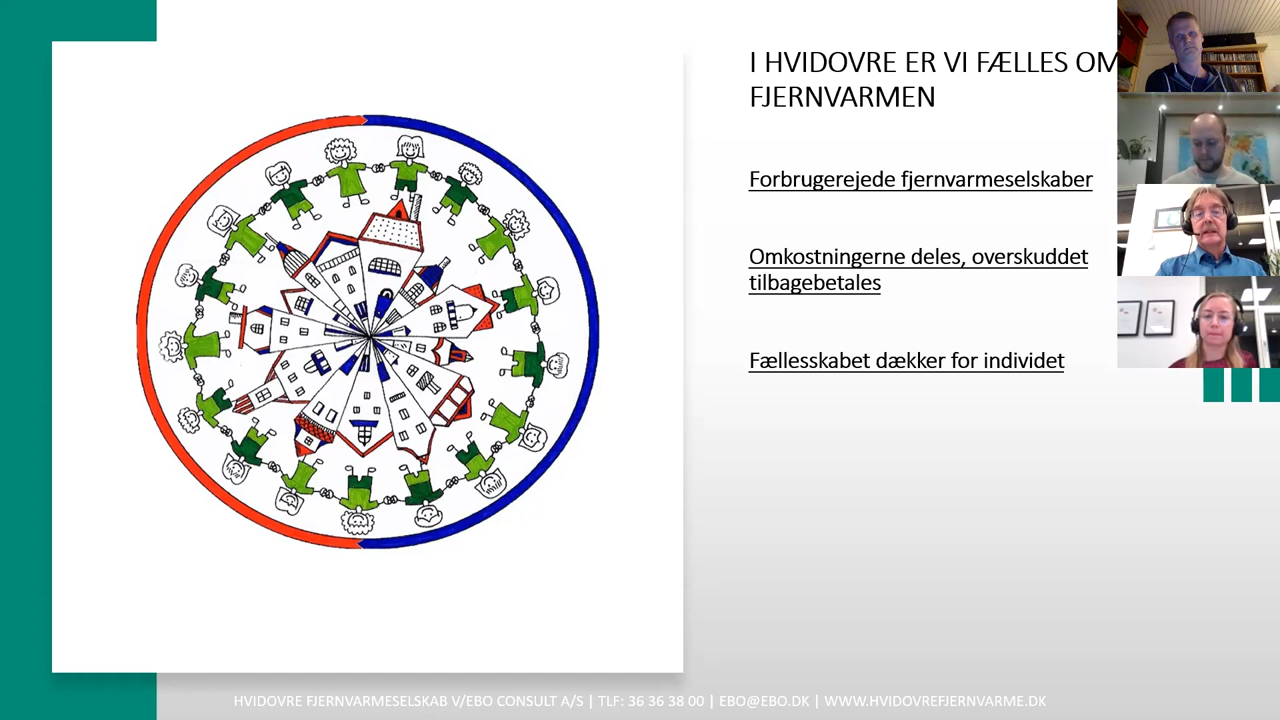 I HVIDOVRE ER VI FÆLLES OM
FJERNVARMEN
Forbrugerejede fjernvarmeselskaber
Omkostningerne deles, overskuddet
tilbagebetales
Fællesskabet dækker for individet
HVIDOVRE FJERNVARMESELSKAB V/EBO CONSULT A/S | TLF: 36 36 38 00 | EBO@EBO.DK | WWW.HVIDOVREFJERNVARME.DK